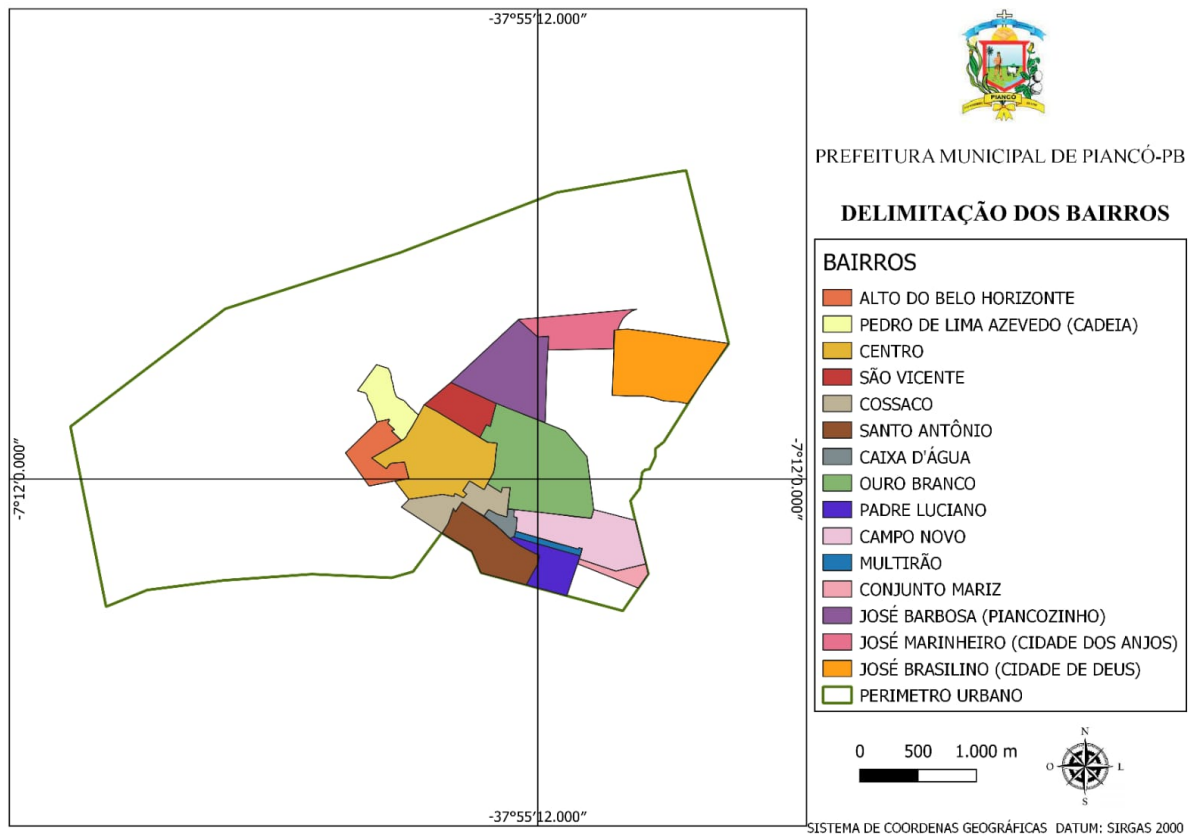 -37°55'12.000"
-7°12'0.000"
-7°12'0.000"
-37°55'12.000"
PIANCÓ
PREFEITURA MUNICIPAL DE PIANCÓ-PB
DELIMITAÇÃO DOS BAIRROS
BAIRROS
ALTO DO BELO HORIZONTE
PEDRO DE LIMA AZEVEDO (CADEIA)
CENTRO
SÃO VICENTE
COSSACO
SANTO ANTÔNIO
CAIXA D'ÁGUA
OURO BRANCO
PADRE LUCIANO
CAMPO NOVO
MULTIRÃO
CONJUNTO MARIZ
JOSÉ BARBOSA (PIANCOZINHO)
JOSÉ MARINHEIRO (CIDADE DOS ANJOS)
JOSÉ BRASILINO (CIDADE DE DEUS)
PERIMETRO URBANO
0 500 1.000 m
N
O L
S
SISTEMA DE COORDENAS GEOGRÁFICAS DATUM: SIRGAS 2000